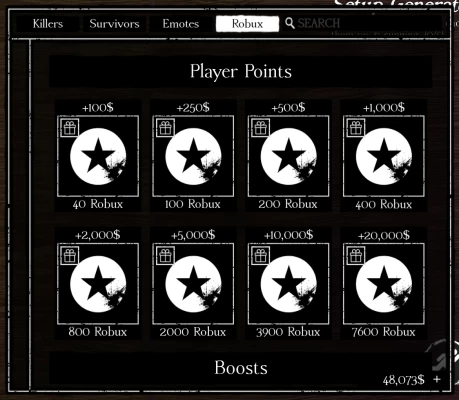 Setup Generat
Killers Survivors Emotes Robux SEARCH
Player Points
+100$ +250$ +500$ +1,000$
40 Robux 100 Robux 200 Robux 400 Robux
+2,000$ +5,000$ +10,000$ +20,000$
800 Robux 2000 Robux 3900 Robux 7600 Robux
Boosts
48,073$ +